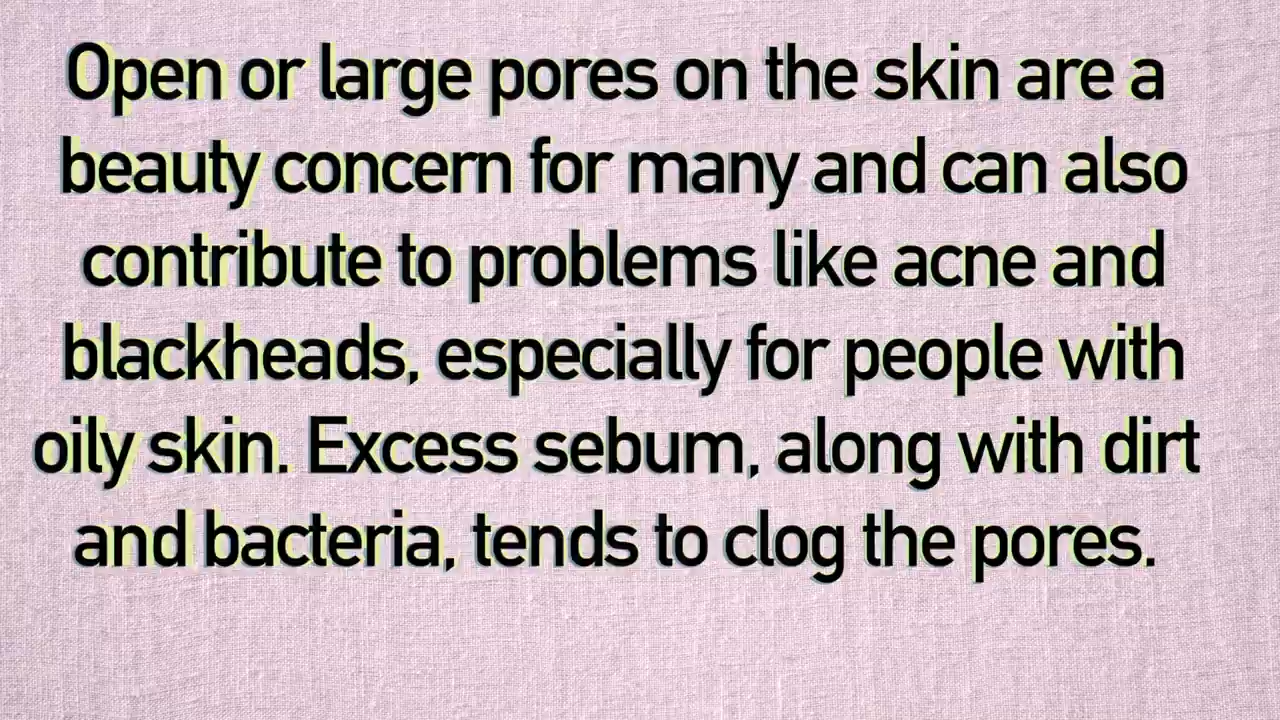 Open or large pores on the skin are a
beauty concern for many and can also
contribute to problems like acne and
blackheads, especially for people with
oily skin. Excess sebum, along with dirt
and bacteria, tends to clog the pores.